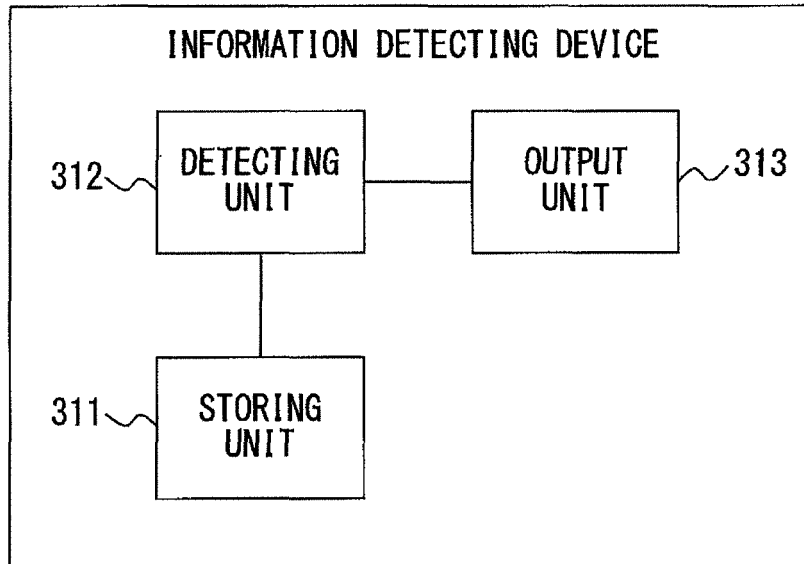 INFORMATION DETECTING DEVICE
312
DETECTING
UNIT
OUTPUT
UNIT
313
311
STORING
UNIT